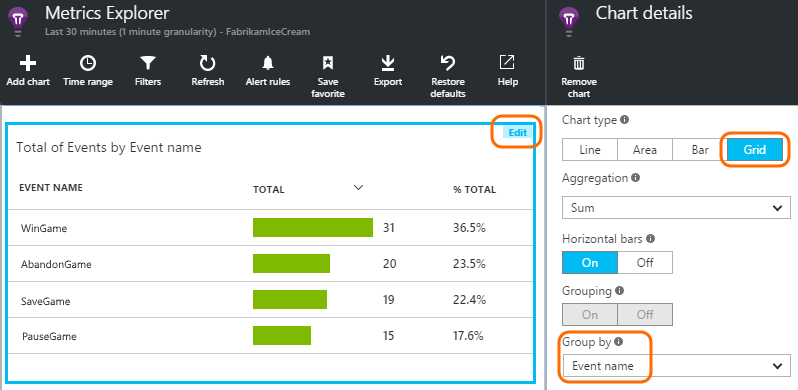 Metrics Explorer
Last 30 minutes (1 minute granularity) - FabrikamIceCream
Add chart
Time range
Filters
Refresh
Alert rules
Save
favorite
Export
Restore
defaults
Help
Edit
Total of Events by Event name
EVENT NAME TOTAL % TOTAL
WinGame 31 36.5%
AbandonGame 20 23.5%
SaveGame 19 22.4%
PauseGame 15 17.6%
Chart details
Remove
chart
Chart type
Line Area Bar Grid
Aggregation
Sum
Horizontal bars
On Off
Grouping
On Off
Group by
Event name